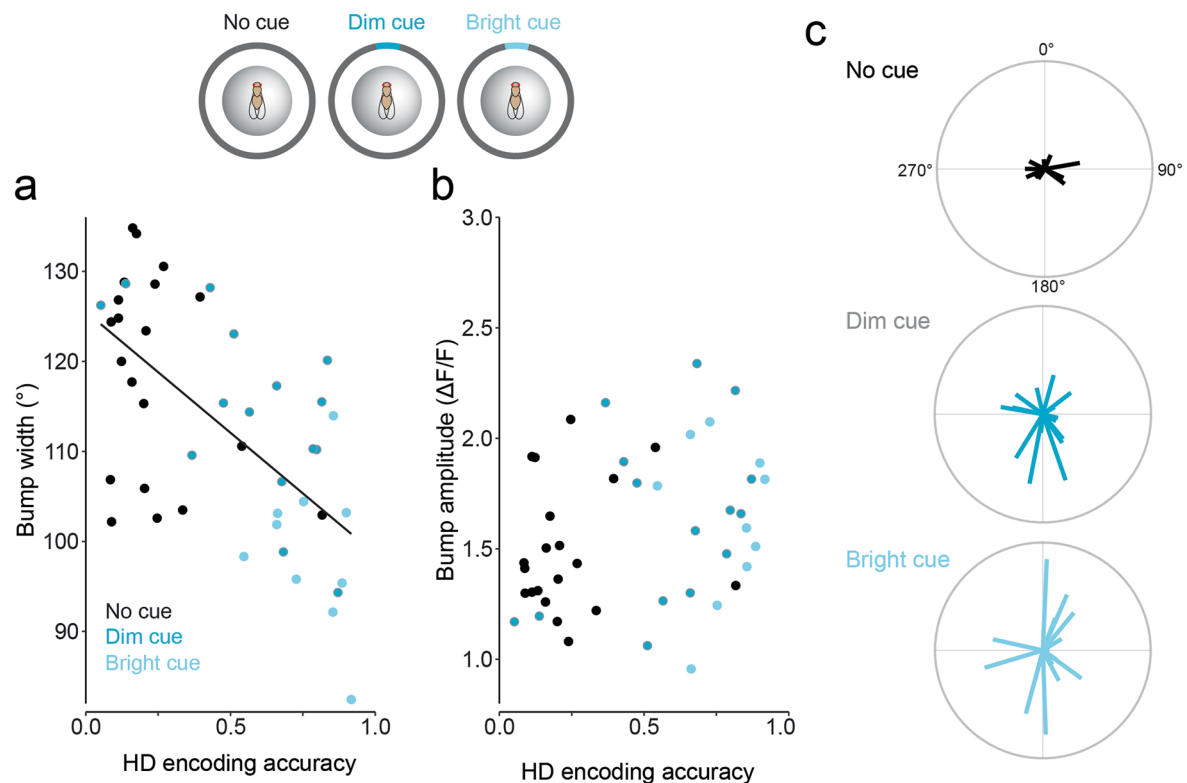 No cue
Dim cue
Bright cue
a
Bump width (°)
130
120
110
100
90
No cue
Dim cue
Bright cue
0.0
0.5
1.0
HD encoding accuracy
b
Bump amplitude (ΔF/F)
3.0
2.5
2.0
1.5
1.0
0.0
0.5
1.0
HD encoding accuracy
c
No cue
0°
270°
90°
180°
Dim cue
Bright cue